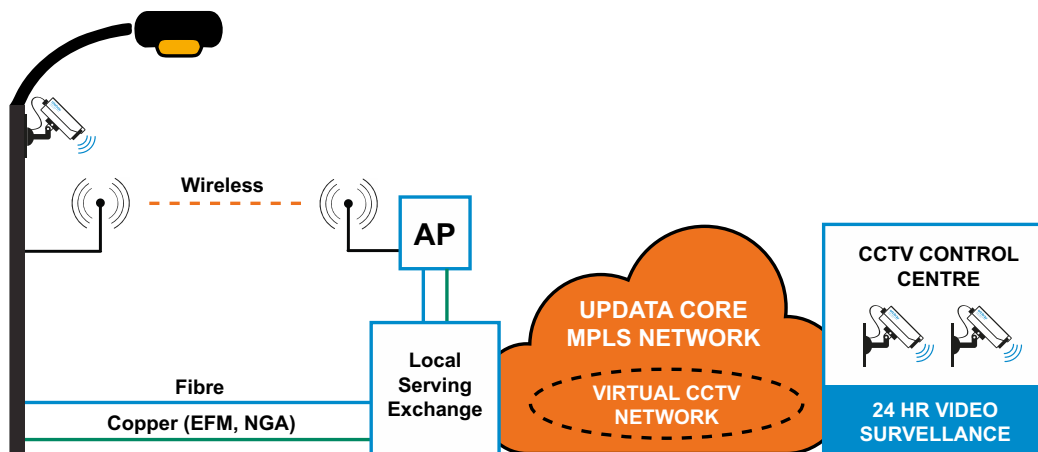 Wireless
AP
Local
Serving
Exchange
Fibre
Copper (EFM, NGA)
UPDATA CORE
MPLS NETWORK
VIRTUAL CCTV
NETWORK
CCTV CONTROL
CENTRE
24 HR VIDEO
SURVELLANCE